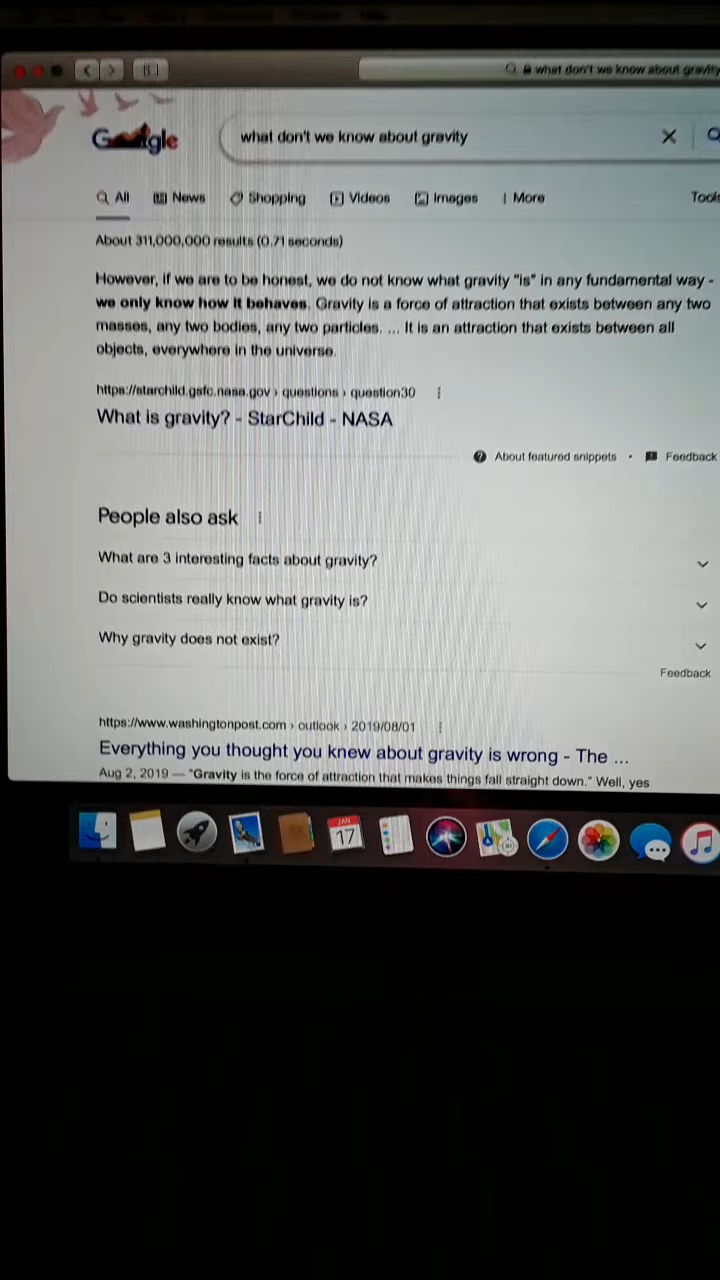 what don't we know about gravity
Google
what don't we know about gravity
All News Shopping Videos Images More Tools
About 311,000,000 results (0.71 seconds)
However, if we are to be honest, we do not know what gravity "is" in any fundamental way -
we only know how it behaves. Gravity is a force of attraction that exists between any two
masses, any two bodies, any two particles. ... It is an attraction that exists between all
objects, everywhere in the universe.
https://starchild.gsfc.nasa.gov › questions › question30
What is gravity? - StarChild - NASA
About featured snippets • Feedback
People also ask
What are 3 interesting facts about gravity?
Do scientists really know what gravity is?
Why gravity does not exist?
Feedback
https://www.washingtonpost.com › outlook › 2019/08/01
Everything you thought you knew about gravity is wrong - The ...
Aug 2, 2019 — "Gravity is the force of attraction that makes things fall straight down." Well, yes
JAN
17